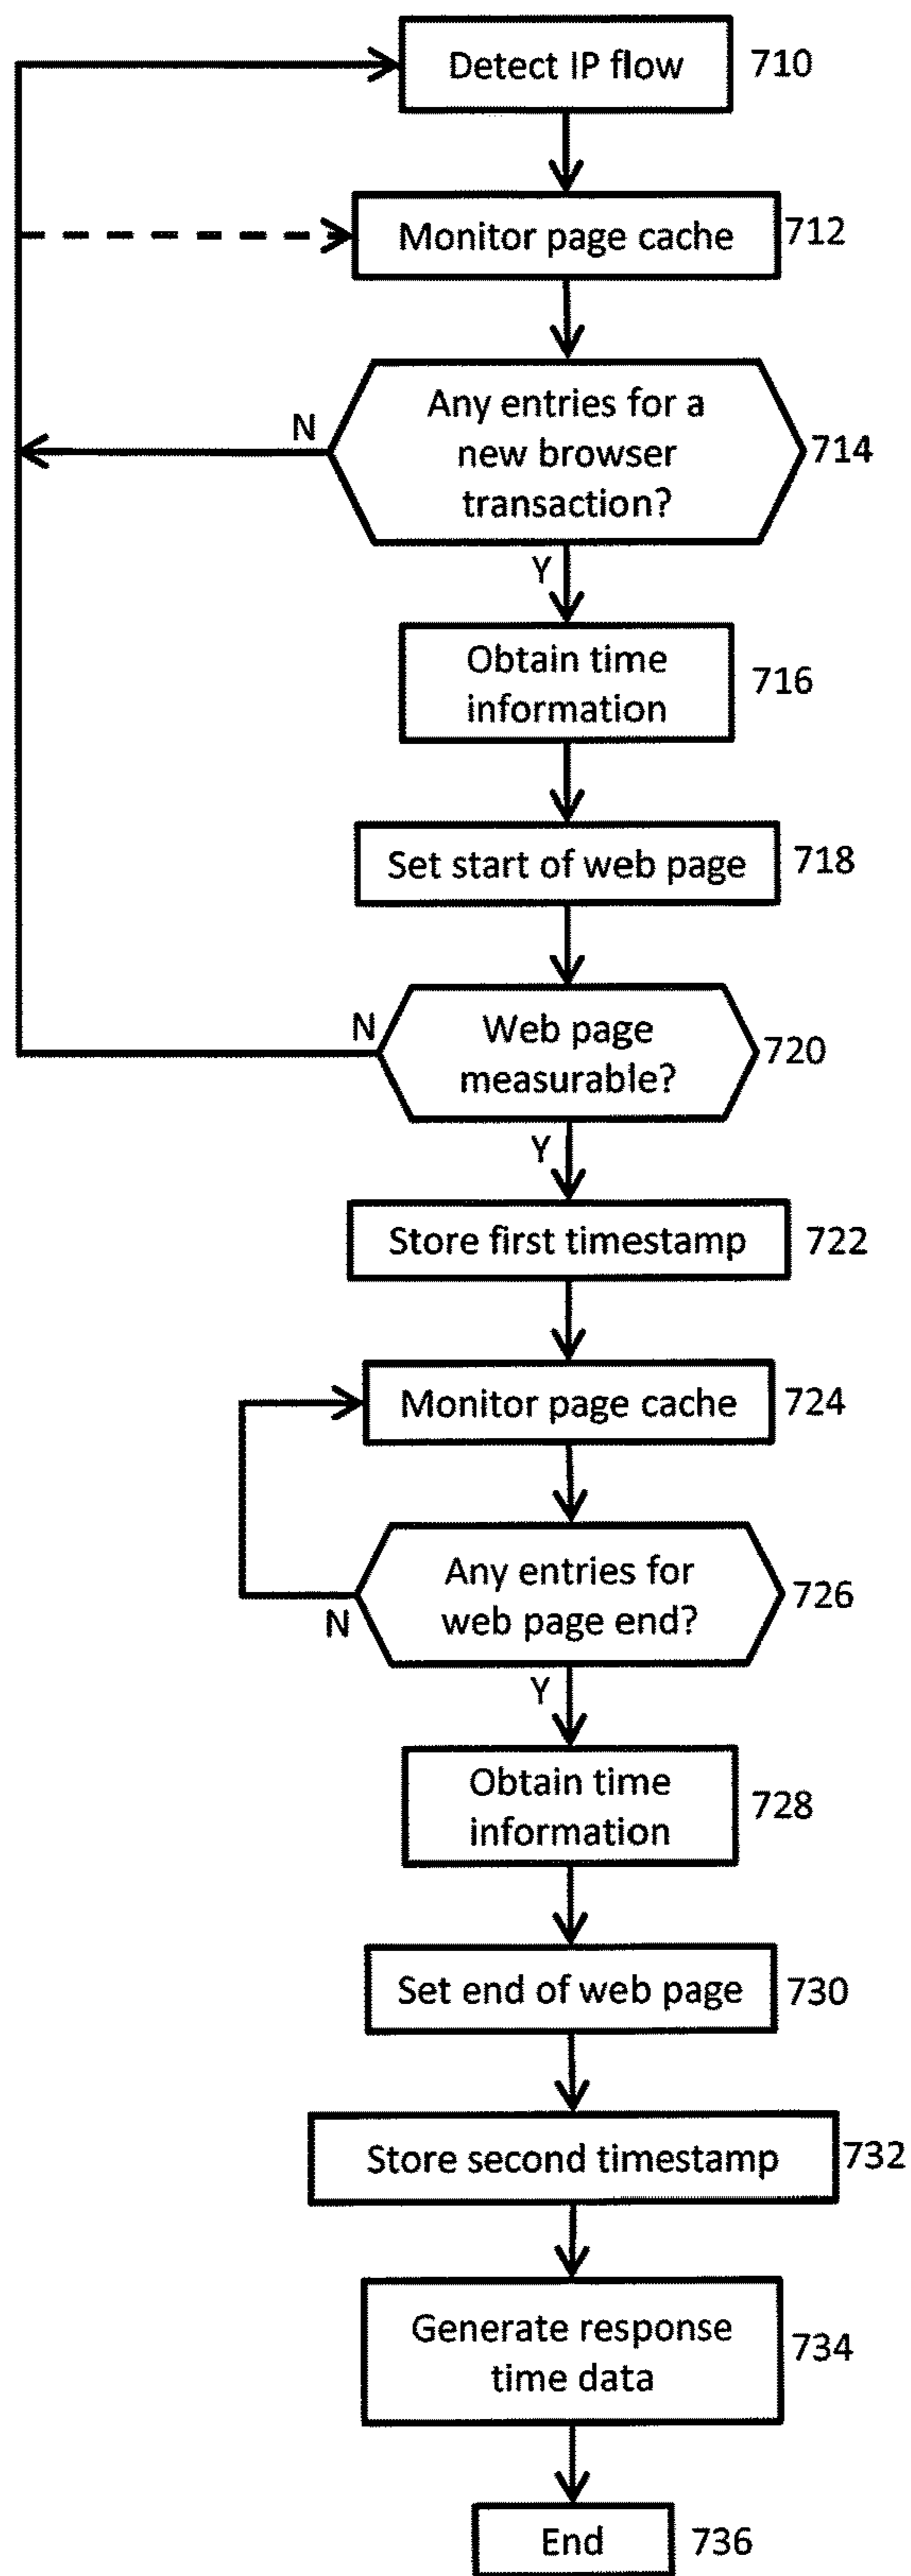 Detect IP flow 710
Monitor page cache 712
Any entries for a
N
new browser 714
transaction?
Y
Obtain time
information 716
Set start of web page 718
N
Web page
measurable? 720
Y
Store first timestamp 722
Monitor page cache 724
Any entries for
web page end? 726
N
Y
Obtain time
information 728
Set end of web page 730
Store second timestamp 732
Generate response
time data 734
End 736